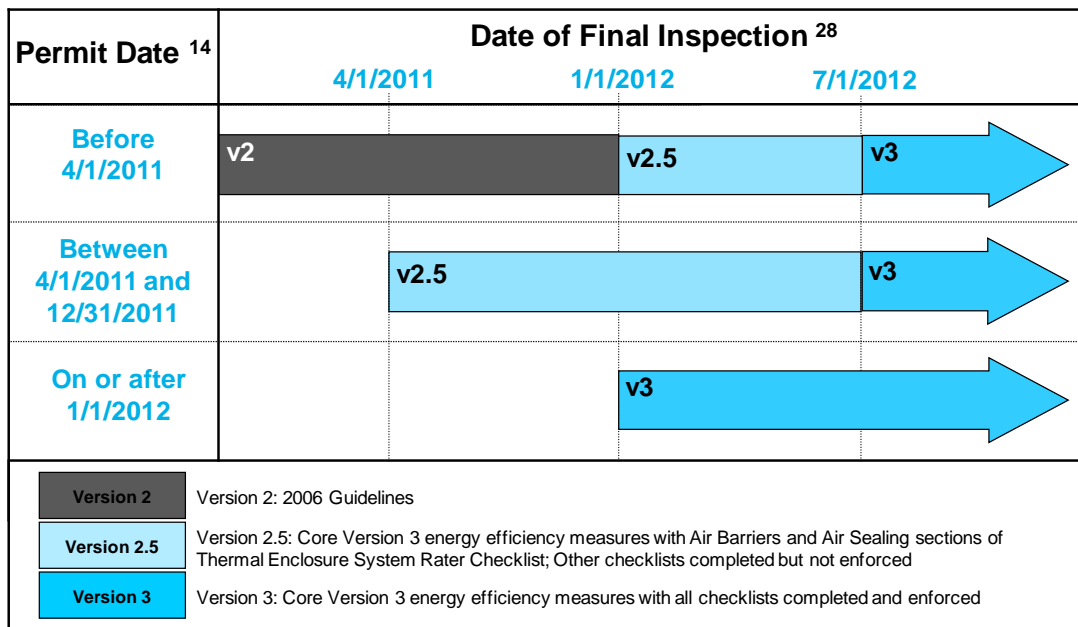 Permit Date 14
Date of Final Inspection 28
4/1/2011
1/1/2012
7/1/2012
Before
4/1/2011
v2
v2.5
v3
Between
4/1/2011 and
12/31/2011
v2.5
v3
On or after
1/1/2012
v3
Version 2
Version 2: 2006 Guidelines
Version 2.5
Version 2.5: Core Version 3 energy efficiency measures with Air Barriers and Air Sealing sections of
Thermal Enclosure System Rater Checklist; Other checklists completed but not enforced
Version 3
Version 3: Core Version 3 energy efficiency measures with all checklists completed and enforced